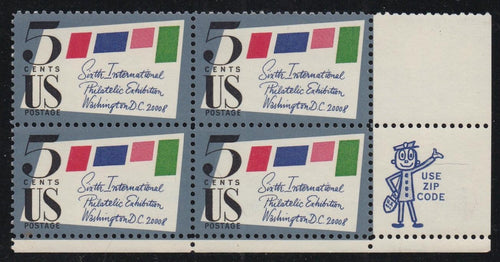 5
CENTS
US
POSTAGE
Sixth International
Philatelic Exhibition
Washington D.C. 20008
5
CENTS
US
POSTAGE
Sixth International
Philatelic Exhibition
Washington D.C. 20008
5
CENTS
US
POSTAGE
Sixth International
Philatelic Exhibition
Washington D.C. 20008
5
CENTS
US
POSTAGE
Sixth International
Philatelic Exhibition
Washington D.C. 20008
USE
ZIP
CODE